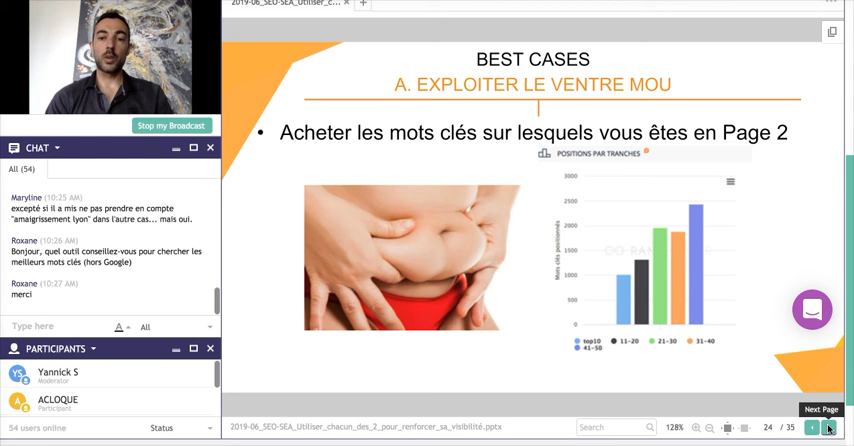 2019-06_SEO-SEA_Utiliser_c...
Stop my Broadcast
CHAT
All (54)
Maryline (10:25 AM)
excepté si il a mis ne pas prendre en compte
"amaigrissement lyon" dans l'autre cas... mais oui.
Roxane (10:26 AM)
Bonjour, quel outil conseillez-vous pour chercher les
meilleurs mots clés (hors Google)
Roxane (10:27 AM)
merci
Type here
A
All
PARTICIPANTS
YS
Yannick S
Moderator
A
ACLOQUE
Participant
54 users online
Status
BEST CASES
A. EXPLOITER LE VENTRE MOU
• Acheter les mots clés sur lesquels vous êtes en Page 2
POSITIONS PAR TRANCHES
Mots clés positionnés
3000
2500
2000
1500
1000
500
0
top10
11-20
21-30
31-40
41-50
Next Page
2019-06_SEO-SEA_Utiliser_chacun_des_2_pour_renforcer_sa_visibilité.pptx
Search
128%
24 / 35